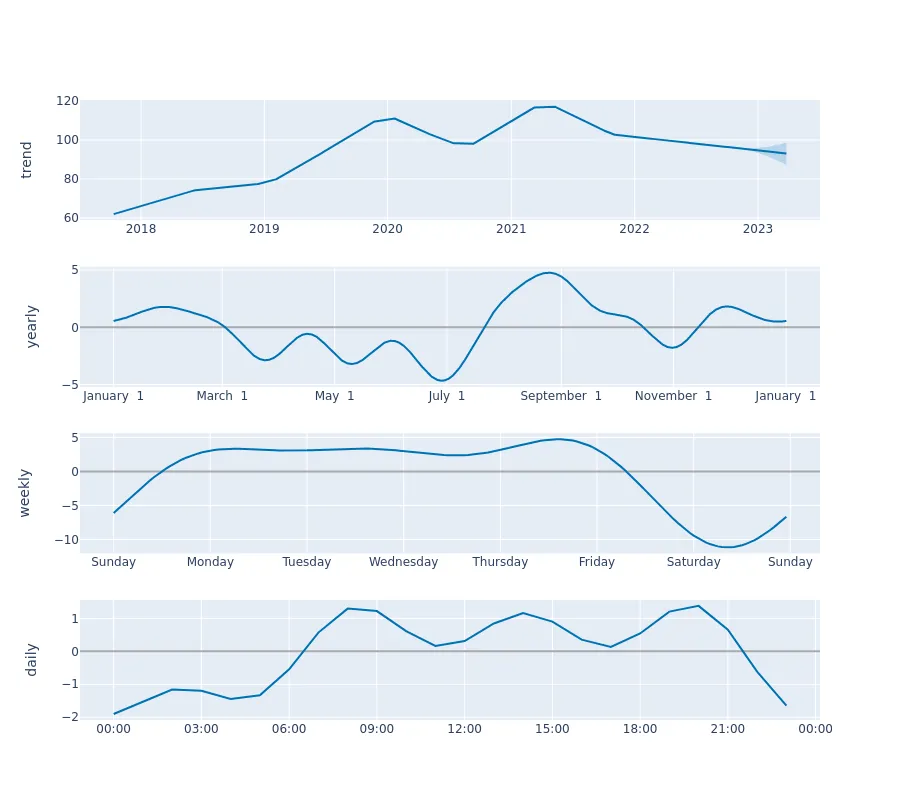 trend
120
100
80
60
2018 2019 2020 2021 2022 2023
yearly
5
0
−5
January 1 March 1 May 1 July 1 September 1 November 1 January 1
weekly
5
0
−5
−10
Sunday Monday Tuesday Wednesday Thursday Friday Saturday Sunday
daily
1
0
−1
−2
00:00 03:00 06:00 09:00 12:00 15:00 18:00 21:00 00:00